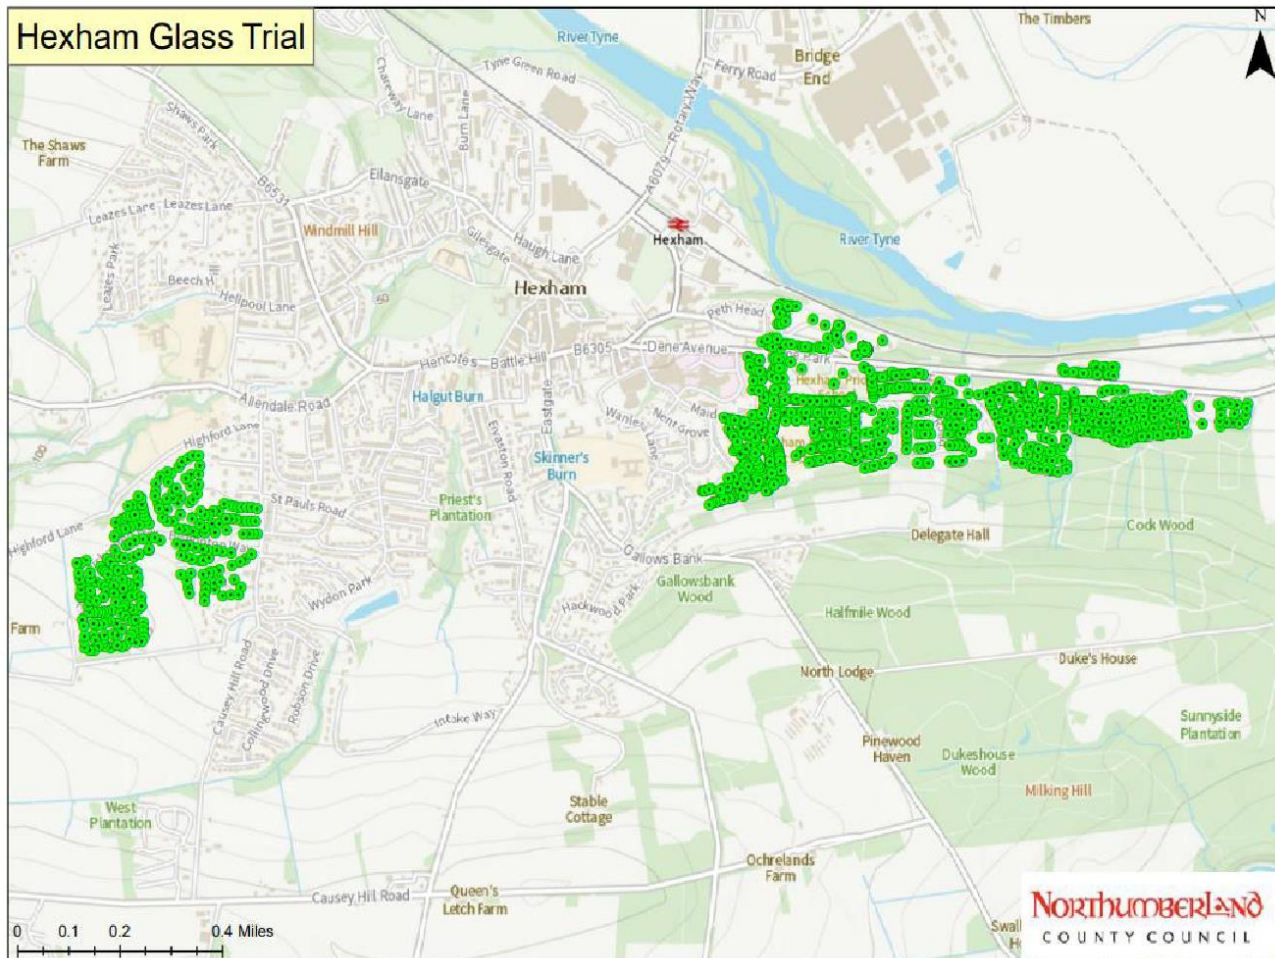 Hexham Glass Trial
The Timbers
N
River Tyne
Bridge
End
Tyne Green Road
Ferry Road
Chareway Lane
Burn Lane
A6079 - Rotary Way
Shaws Park
The Shaws
Farm
B6531
Eilansgate
Leazes Lane
Leazes Lane
Windmill Hill
Gilesgate
Haugh Lane
Hexham
River Tyne
Leazes Park
Beech H ill
Hellpool Lane
60
Hexham
Peth Head
B6305
Dene Avenue
Hencotes
Battle Hill
Halgut Burn
Allendale Road
Eastgate
Maid
Nent Grove
Wanless Lane
Highford Lane
100
Elvaston Road
Skinner's
Burn
St Pauls Road
Priest's
Plantation
Highford Lane
Delegate Hall
Cock Wood
Gallows Bank
Gallowsbank
Wood
Wydon Park
Hackwood Park
Halfmile Wood
Farm
Duke's House
North Lodge
Causey Hill Road
Collingwood Drive
Robson Drive
Intake Way
Sunnyside
Plantation
Pinewood
Haven
Dukeshouse
Wood
Milking Hill
West
Plantation
Stable
Cottage
Ochrelands
Farm
Causey Hill Road
Queen's
Letch Farm
0 0.1 0.2 0.4 Miles
NORTHUMBERLAND
COUNTY COUNCIL